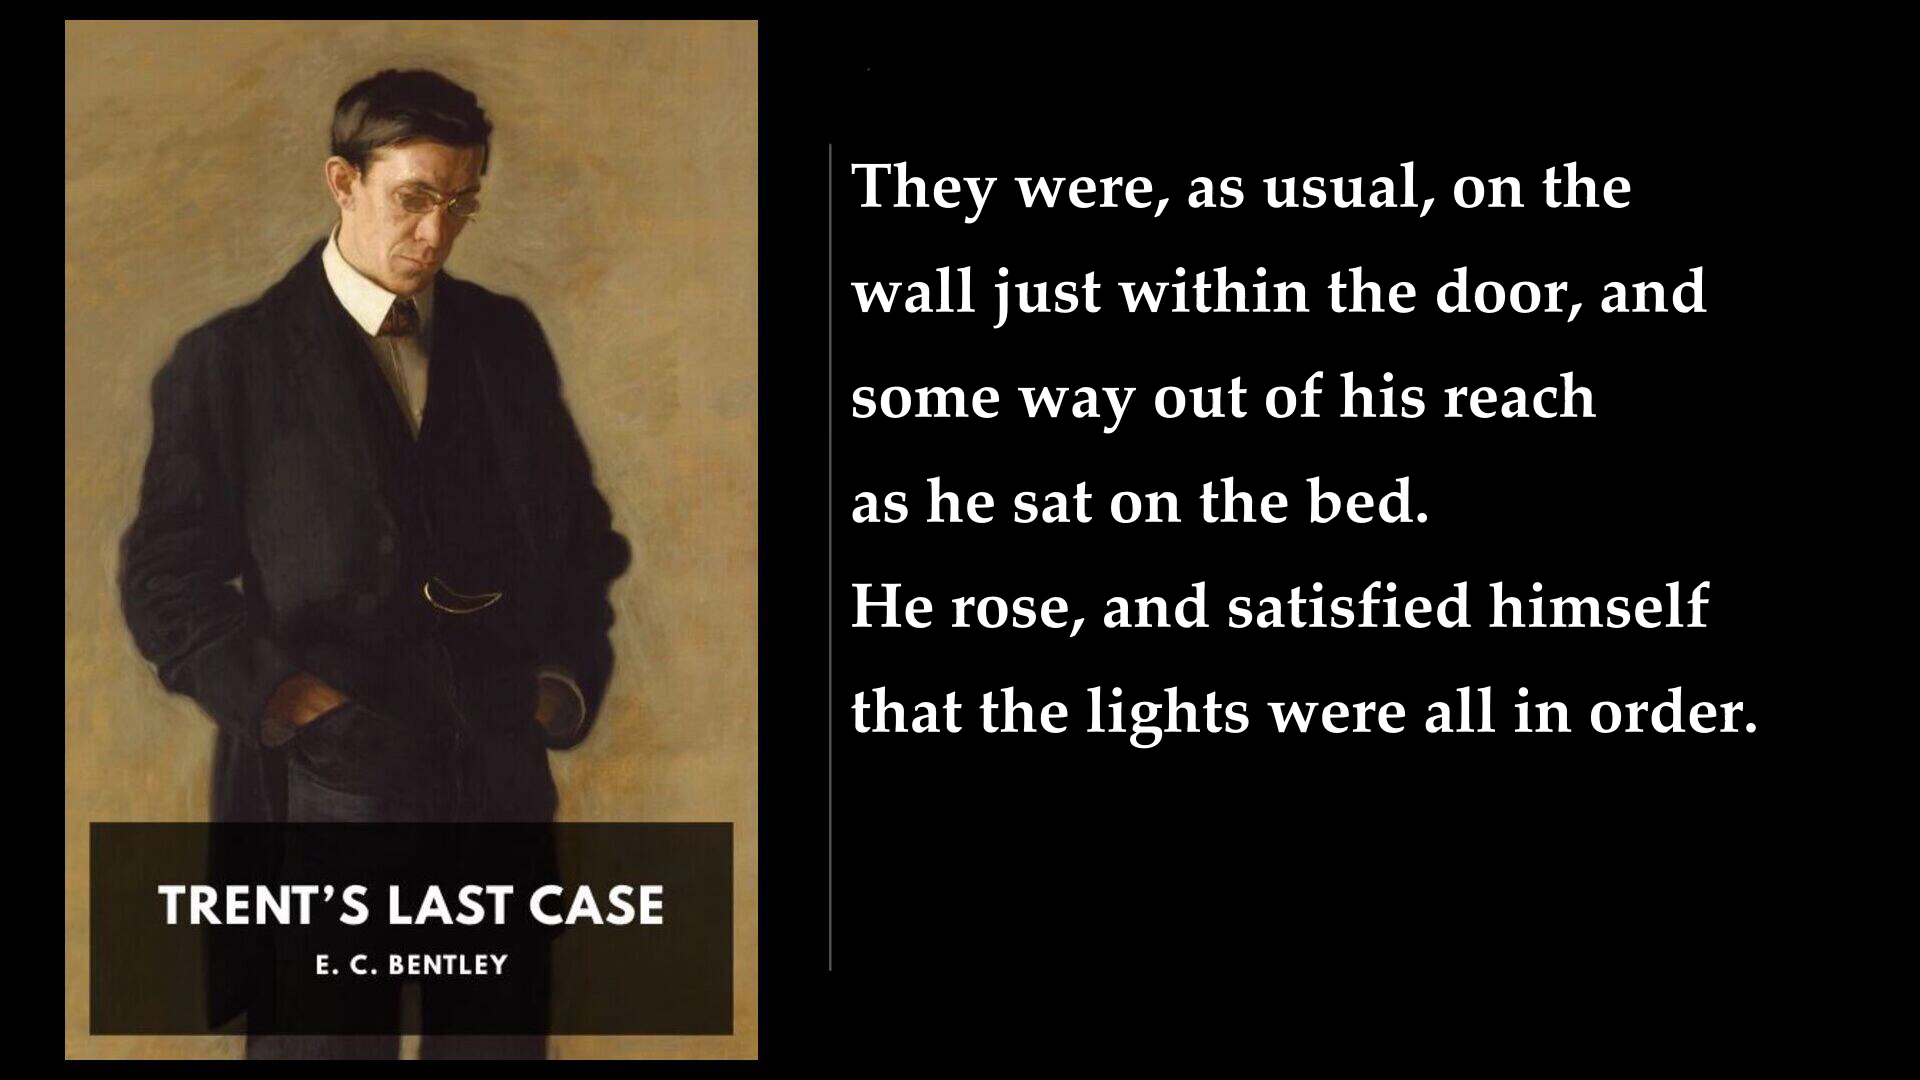 TRENT’S LAST CASE
E. C. BENTLEY
They were, as usual, on the
wall just within the door, and
some way out of his reach
as he sat on the bed.
He rose, and satisfied himself
that the lights were all in order.